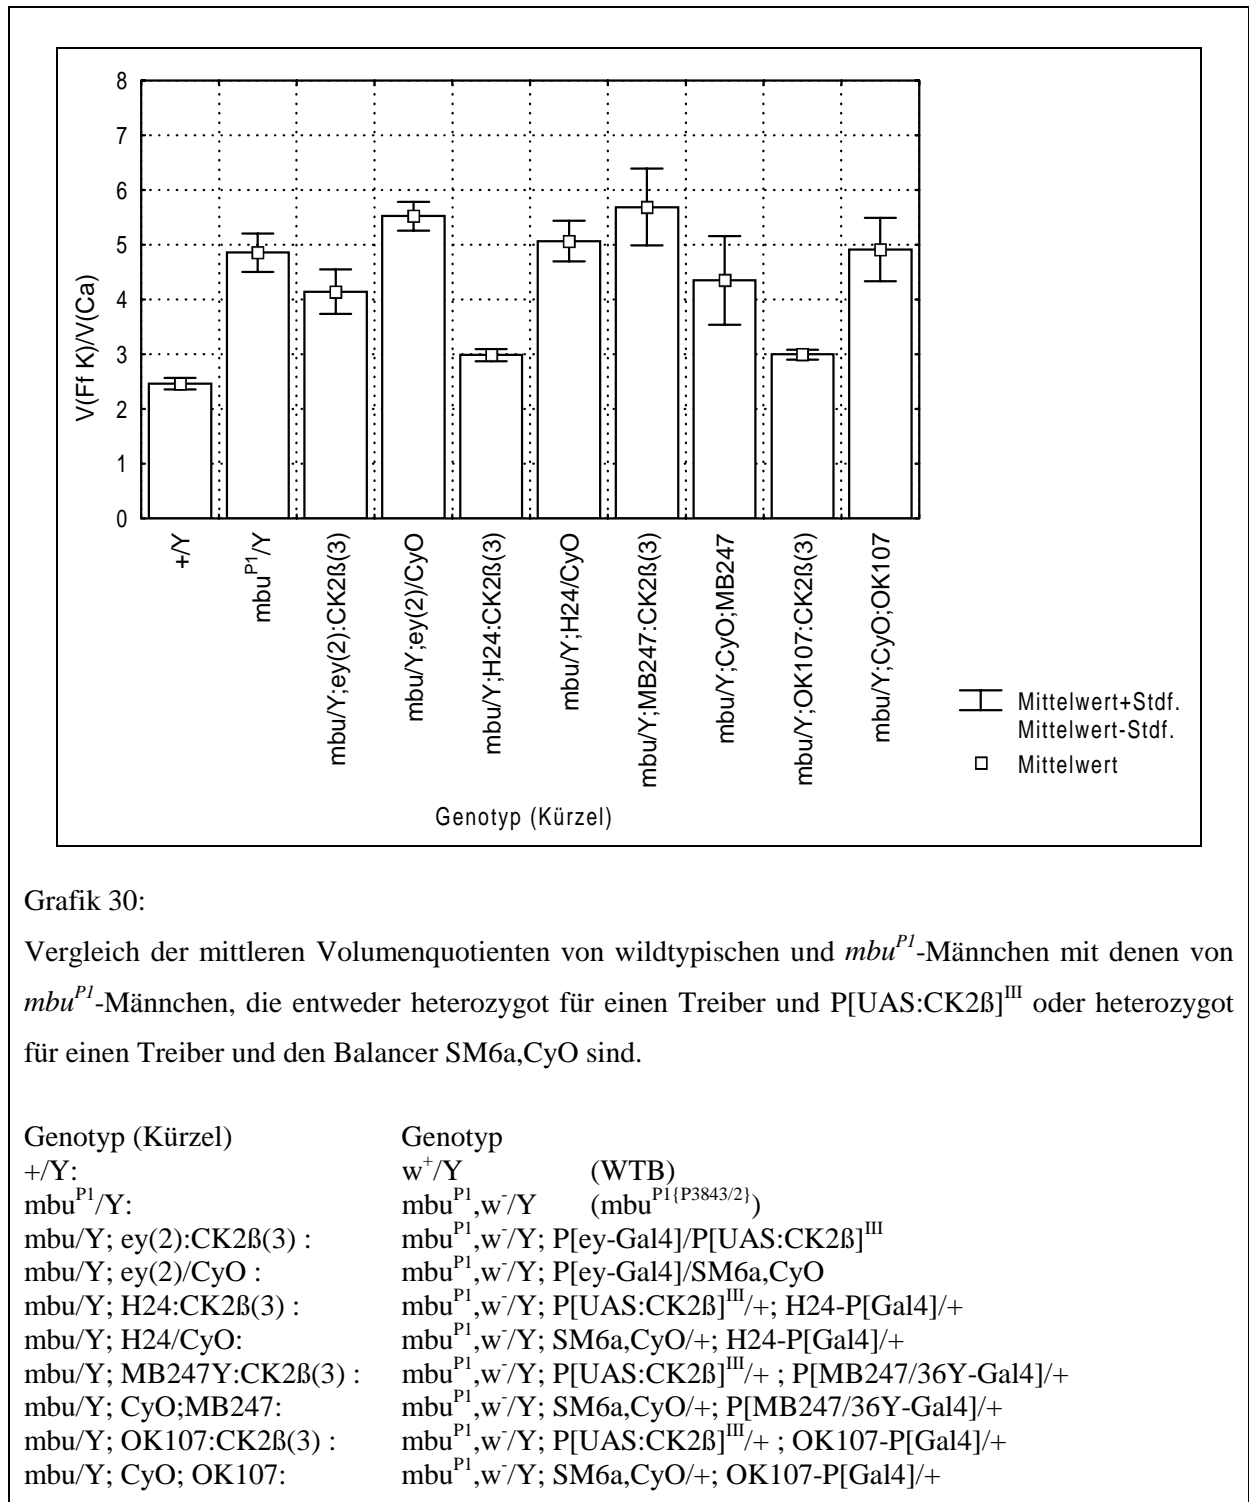 8
7
6
5
4
3
2
1
0
V(Ff K)/V(Ca)
+/Y
mbu^P1/Y
mbu/Y;ey(2):CK2ß(3)
mbu/Y;ey(2)/CyO
mbu/Y;H24:CK2ß(3)
mbu/Y;H24/CyO
mbu/Y;MB247:CK2ß(3)
mbu/Y;CyO;MB247
mbu/Y;OK107:CK2ß(3)
mbu/Y;CyO;OK107
Genotyp (Kürzel)
Mittelwert+Stdf.
Mittelwert-Stdf.
Mittelwert
Grafik 30:
Vergleich der mittleren Volumenquotienten von wildtypischen und mbu^P1-Männchen mit denen von
mbu^P1-Männchen, die entweder heterozygot für einen Treiber und P[UAS:CK2ß]^III oder heterozygot
für einen Treiber und den Balancer SM6a,CyO sind.
Genotyp (Kürzel) Genotyp
+/Y: w^+/Y (WTB)
mbu^P1/Y: mbu^P1,w^-/Y (mbu^P1{P3843/2})
mbu/Y; ey(2):CK2ß(3) : mbu^P1,w^-/Y; P[ey-Gal4]/P[UAS:CK2ß]^III
mbu/Y; ey(2)/CyO : mbu^P1,w^-/Y; P[ey-Gal4]/SM6a,CyO
mbu/Y; H24:CK2ß(3) : mbu^P1,w^-/Y; P[UAS:CK2ß]^III/+; H24-P[Gal4]/+
mbu/Y; H24/CyO: mbu^P1,w^-/Y; SM6a,CyO/+; H24-P[Gal4]/+
mbu/Y; MB247Y:CK2ß(3) : mbu^P1,w^-/Y; P[UAS:CK2ß]^III/+ ; P[MB247/36Y-Gal4]/+
mbu/Y; CyO;MB247: mbu^P1,w^-/Y; SM6a,CyO/+; P[MB247/36Y-Gal4]/+
mbu/Y; OK107:CK2ß(3) : mbu^P1,w^-/Y; P[UAS:CK2ß]^III/+ ; OK107-P[Gal4]/+
mbu/Y; CyO; OK107: mbu^P1,w^-/Y; SM6a,CyO/+; OK107-P[Gal4]/+